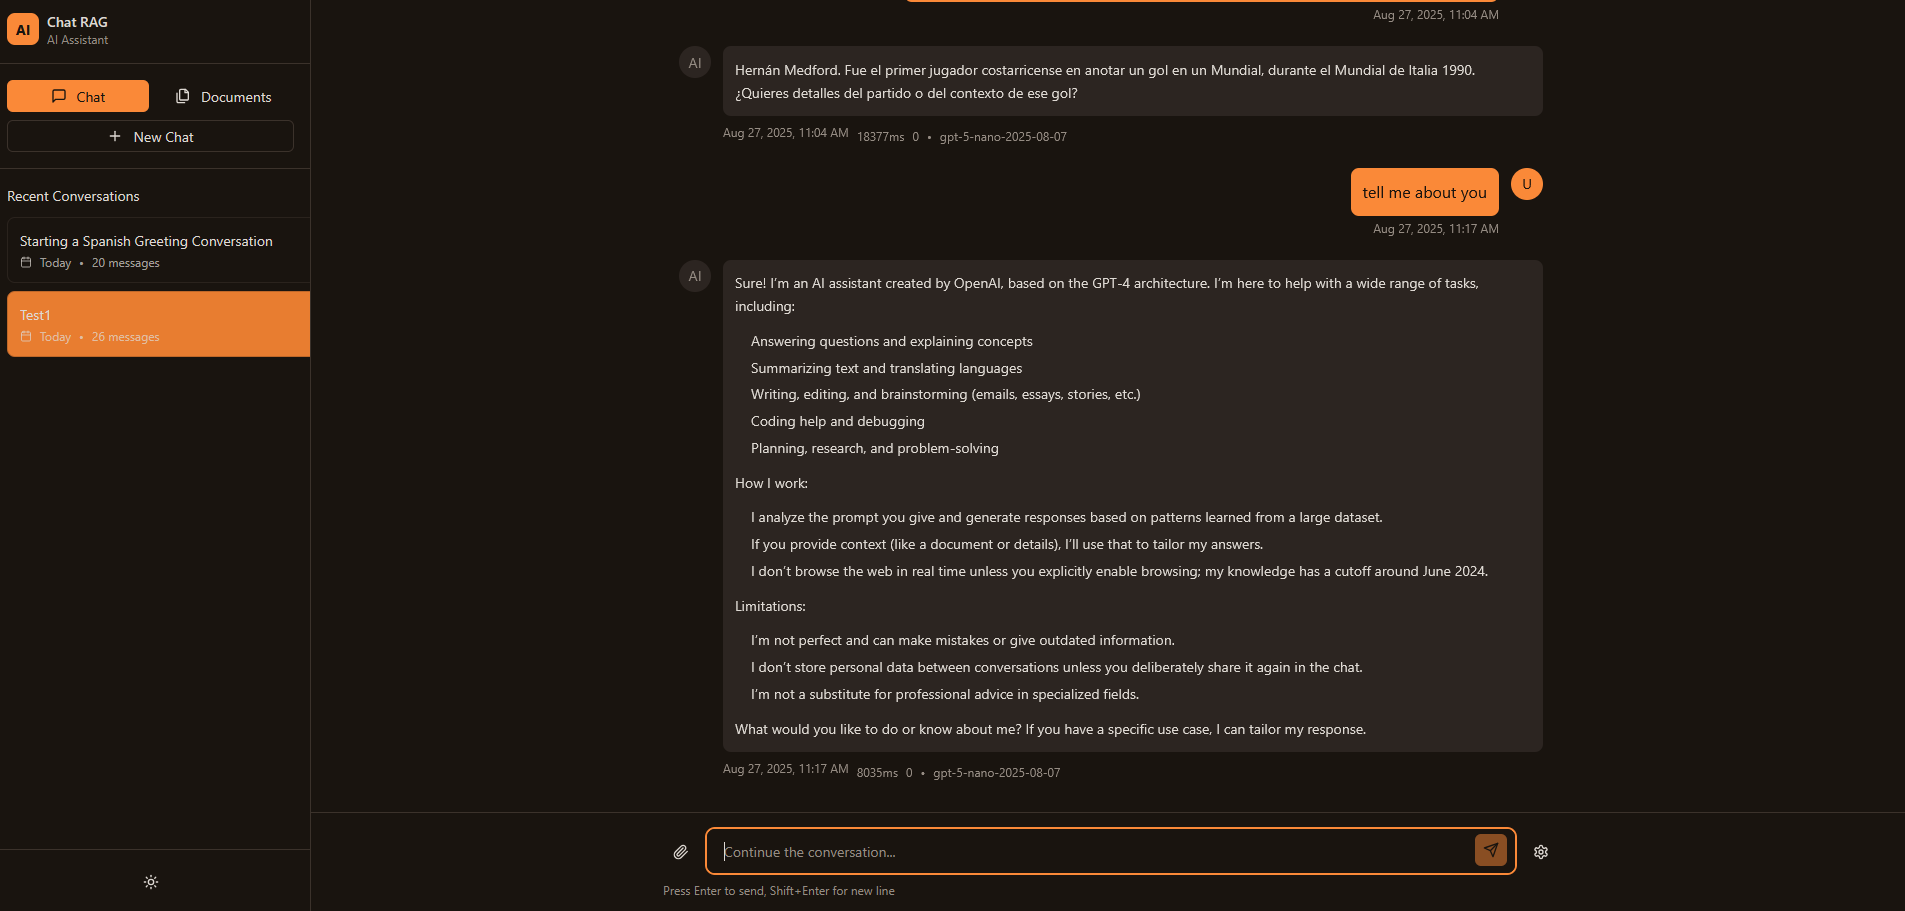 AI
Chat RAG
AI Assistant
Chat
Documents
+ New Chat
Recent Conversations
Starting a Spanish Greeting Conversation
Today • 20 messages
Test1
Today • 26 messages
Aug 27, 2025, 11:04 AM
AI
Hernán Medford. Fue el primer jugador costarricense en anotar un gol en un Mundial, durante el Mundial de Italia 1990.
¿Quieres detalles del partido o del contexto de ese gol?
Aug 27, 2025, 11:04 AM 18377ms 0 • gpt-5-nano-2025-08-07
tell me about you
U
Aug 27, 2025, 11:17 AM
AI
Sure! I’m an AI assistant created by OpenAI, based on the GPT-4 architecture. I’m here to help with a wide range of tasks,
including:
Answering questions and explaining concepts
Summarizing text and translating languages
Writing, editing, and brainstorming (emails, essays, stories, etc.)
Coding help and debugging
Planning, research, and problem-solving
How I work:
I analyze the prompt you give and generate responses based on patterns learned from a large dataset.
If you provide context (like a document or details), I’ll use that to tailor my answers.
I don’t browse the web in real time unless you explicitly enable browsing; my knowledge has a cutoff around June 2024.
Limitations:
I’m not perfect and can make mistakes or give outdated information.
I don’t store personal data between conversations unless you deliberately share it again in the chat.
I’m not a substitute for professional advice in specialized fields.
What would you like to do or know about me? If you have a specific use case, I can tailor my response.
Aug 27, 2025, 11:17 AM 8035ms 0 • gpt-5-nano-2025-08-07
Continue the conversation...
Press Enter to send, Shift+Enter for new line